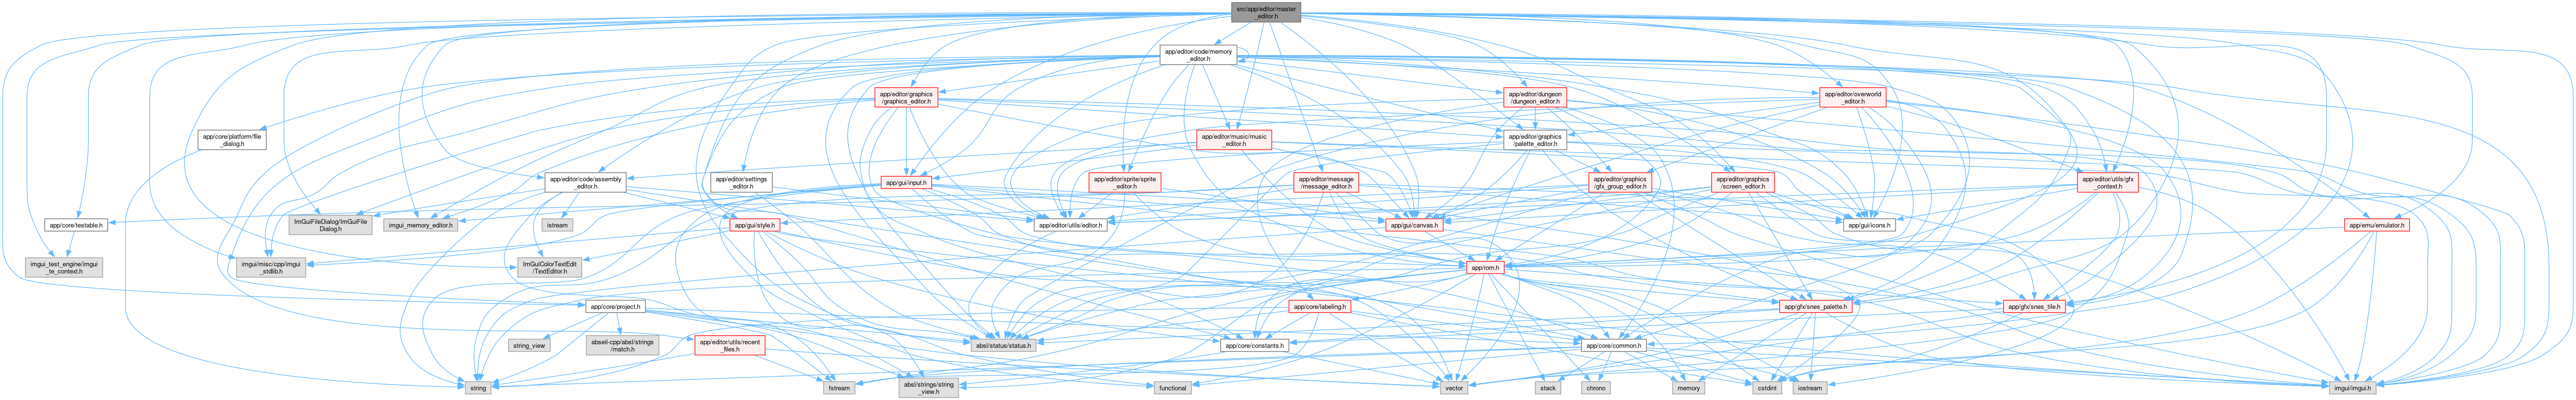 src/app/editor/master
_editor.h
app/editor/code/memory
_editor.h
app/editor/graphics
/graphics_editor.h
app/editor/dungeon
/dungeon_editor.h
app/editor/overworld
_editor.h
app/core/platform/file
_dialog.h
app/editor/music/music
_editor.h
app/editor/graphics
/palette_editor.h
app/editor/code/assembly
_editor.h
app/editor/settings
_editor.h
app/gui/input.h
app/editor/sprite/sprite
_editor.h
app/editor/message
/message_editor.h
app/editor/graphics
/gfx_group_editor.h
app/editor/graphics
/screen_editor.h
app/editor/utils/gfx
_context.h
app/core/testable.h
ImGuiFileDialog/ImGuiFile
Dialog.h
imgui_memory_editor.h
istream
app/gui/style.h
app/editor/utils/editor.h
app/gui/canvas.h
app/gui/icons.h
app/emu/emulator.h
imgui_test_engine/imgui
_te_context.h
imgui/misc/cpp/imgui
_stdlib.h
ImGuiColorTextEdit
/TextEditor.h
app/rom.h
app/core/project.h
app/core/labeling.h
app/gfx/snes_palette.h
app/gfx/snes_tile.h
string_view
abseil-cpp/absl/strings
/match.h
app/editor/utils/recent
_files.h
absl/status/status.h
app/core/constants.h
app/core/common.h
string
fstream
absl/strings/string
_view.h
functional
vector
stack
chrono
memory
cstdint
iostream
imgui/imgui.h